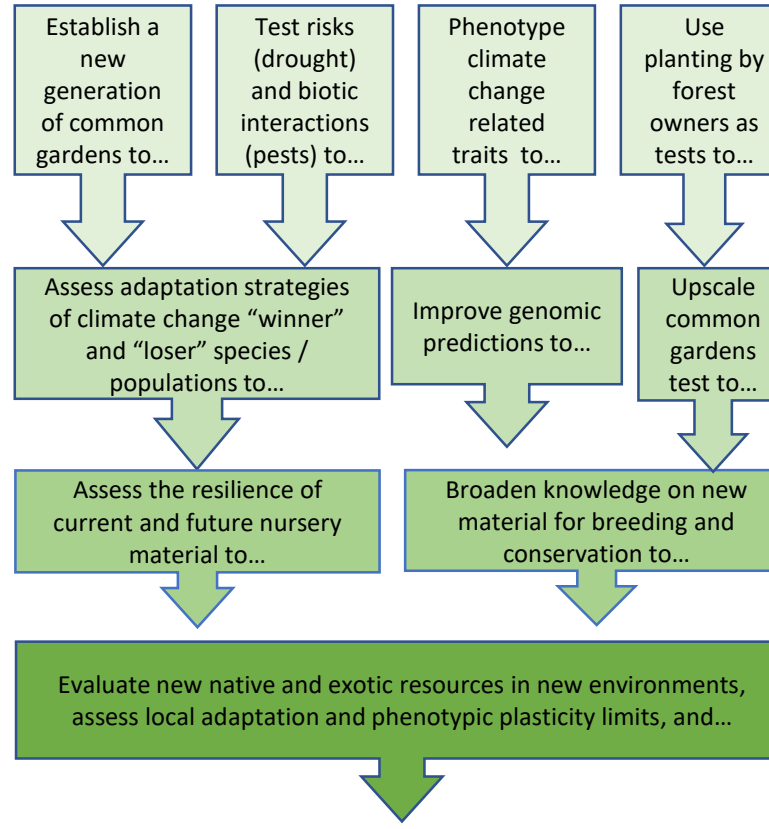 Establish a
new
generation
of common
gardens to…
Test risks
(drought)
and biotic
interactions
(pests) to…
Phenotype
climate
change
related
traits to…
Use
planting by
forest
owners as
tests to…
Assess adaptation strategies
of climate change “winner”
and “loser” species /
populations to…
Improve genomic
predictions to…
Upscale
common
gardens
test to…
Assess the resilience of
current and future nursery
material to…
Broaden knowledge on new
material for breeding and
conservation to…
Evaluate new native and exotic resources in new environments,
assess local adaptation and phenotypic plasticity limits, and…